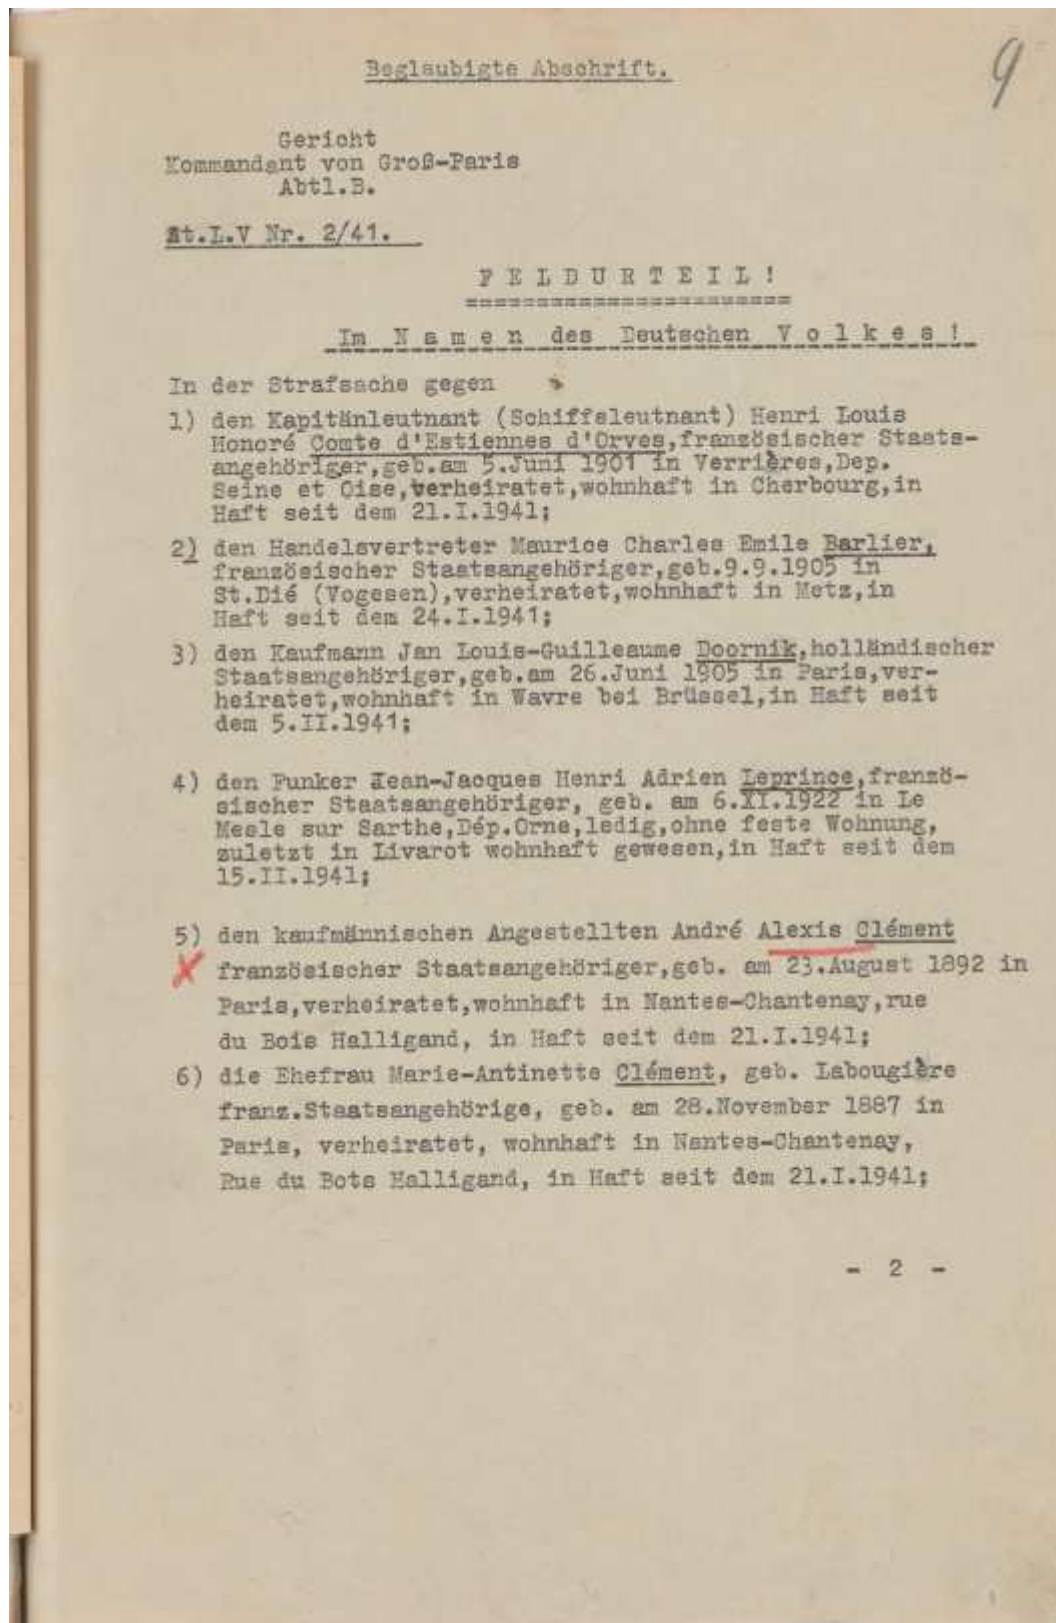 9
Beglaubigte Abschrift.
Gericht
Kommandant von Groß-Paris
Abtl.B.
St.L.V Nr. 2/41.
F E L D U R T E I L !
=======================
Im N a m e n des Deutschen V o l k e s !
In der Strafsache gegen
1) den Kapitänleutnant (Schiffsleutnant) Henri Louis
Honoré Comte d'Estiennes d'Orves,französischer Staats-
angehöriger,geb.am 5.Juni 1901 in Verrières,Dep.
Seine et Oise,verheiratet,wohnhaft in Cherbourg,in
Haft seit dem 21.I.1941;
2) den Handelsvertreter Maurice Charles Emile Barlier,
französischer Staatsangehöriger,geb.9.9.1905 in
St.Dié (Vogesen),verheiratet,wohnhaft in Metz,in
Haft seit dem 24.I.1941;
3) den Kaufmann Jan Louis-Guilleaume Doornik,holländischer
Staatsangehöriger,geb.am 26.Juni 1905 in Paris,ver-
heiratet,wohnhaft in Wavre bei Brüssel,in Haft seit
dem 5.II.1941;
4) den Funker Jean-Jacques Henri Adrien Leprince,franzö-
sischer Staatsangehöriger, geb. am 6.XI.1922 in Le
Mesle sur Sarthe,Dép.Orne,ledig,ohne feste Wohnung,
zuletzt in Livarot wohnhaft gewesen,in Haft seit dem
15.II.1941;
5) den kaufmännischen Angestellten André Alexis Clément
französischer Staatsangehöriger,geb. am 23.August 1892 in
Paris,verheiratet,wohnhaft in Nantes-Chantenay,rue
du Bois Halligand, in Haft seit dem 21.I.1941;
6) die Ehefrau Marie-Antinette Clément, geb. Labougière
franz.Staatsangehörige, geb. am 28.November 1887 in
Paris, verheiratet, wohnhaft in Nantes-Chantenay,
Rue du Bots Halligand, in Haft seit dem 21.I.1941;
- 2 -